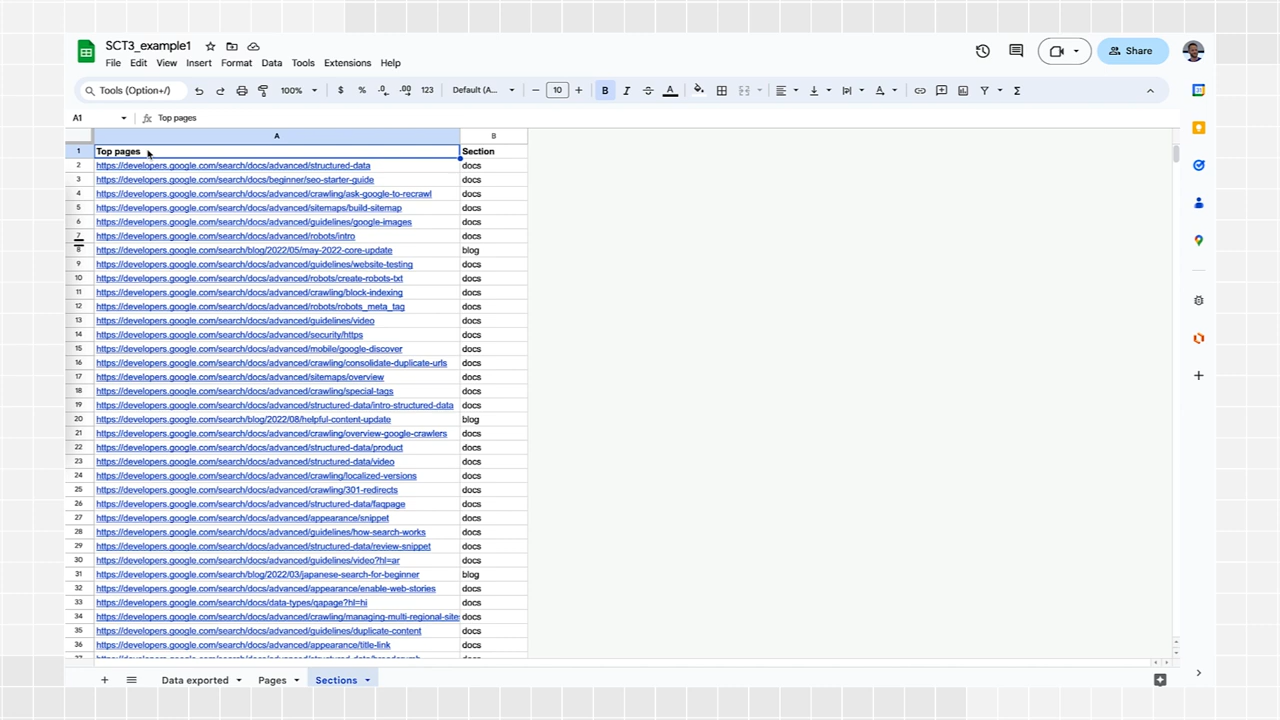 SCT3_example1
Share
File Edit View Insert Format Data Tools Extensions Help
Tools (Option+/) 100% $ % .0 .00 123 Default (A... 10 B I A
A1 fx Top pages
A B
1 Top pages Section
2 https://developers.google.com/search/docs/advanced/structured-data docs
3 https://developers.google.com/search/docs/beginner/seo-starter-guide docs
4 https://developers.google.com/search/docs/advanced/crawling/ask-google-to-recrawl docs
5 https://developers.google.com/search/docs/advanced/sitemaps/build-sitemap docs
6 https://developers.google.com/search/docs/advanced/guidelines/google-images docs
7 https://developers.google.com/search/docs/advanced/robots/intro docs
8 https://developers.google.com/search/blog/2022/05/may-2022-core-update blog
9 https://developers.google.com/search/docs/advanced/guidelines/website-testing docs
10 https://developers.google.com/search/docs/advanced/robots/create-robots-txt docs
11 https://developers.google.com/search/docs/advanced/crawling/block-indexing docs
12 https://developers.google.com/search/docs/advanced/robots/robots_meta_tag docs
13 https://developers.google.com/search/docs/advanced/guidelines/video docs
14 https://developers.google.com/search/docs/advanced/security/https docs
15 https://developers.google.com/search/docs/advanced/mobile/google-discover docs
16 https://developers.google.com/search/docs/advanced/crawling/consolidate-duplicate-urls docs
17 https://developers.google.com/search/docs/advanced/sitemaps/overview docs
18 https://developers.google.com/search/docs/advanced/crawling/special-tags docs
19 https://developers.google.com/search/docs/advanced/structured-data/intro-structured-data docs
20 https://developers.google.com/search/blog/2022/08/helpful-content-update blog
21 https://developers.google.com/search/docs/advanced/crawling/overview-google-crawlers docs
22 https://developers.google.com/search/docs/advanced/structured-data/product docs
23 https://developers.google.com/search/docs/advanced/structured-data/video docs
24 https://developers.google.com/search/docs/advanced/crawling/localized-versions docs
25 https://developers.google.com/search/docs/advanced/crawling/301-redirects docs
26 https://developers.google.com/search/docs/advanced/structured-data/faqpage docs
27 https://developers.google.com/search/docs/advanced/appearance/snippet docs
28 https://developers.google.com/search/docs/advanced/guidelines/how-search-works docs
29 https://developers.google.com/search/docs/advanced/structured-data/review-snippet docs
30 https://developers.google.com/search/docs/advanced/guidelines/video?hl=ar docs
31 https://developers.google.com/search/blog/2022/03/japanese-search-for-beginner blog
32 https://developers.google.com/search/docs/advanced/appearance/enable-web-stories docs
33 https://developers.google.com/search/docs/data-types/qapage?hl=hi docs
34 https://developers.google.com/search/docs/advanced/crawling/managing-multi-regional-sites docs
35 https://developers.google.com/search/docs/advanced/guidelines/duplicate-content docs
36 https://developers.google.com/search/docs/advanced/appearance/title-link docs
Data exported Pages Sections